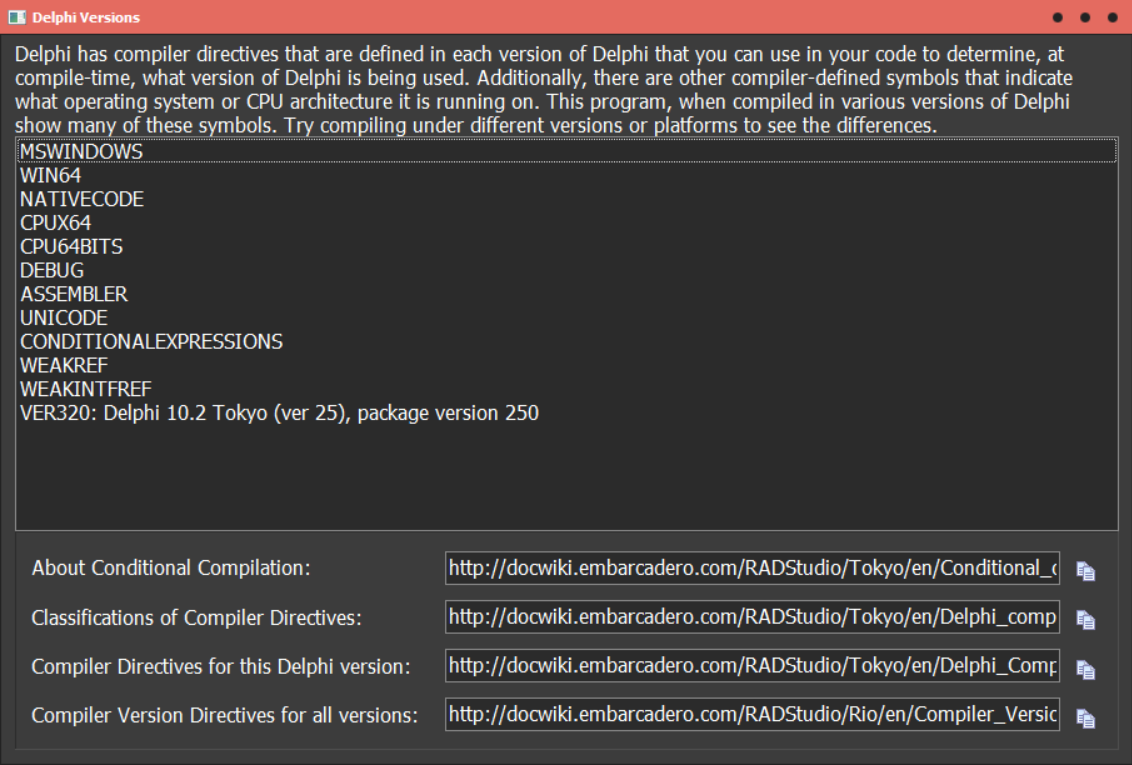 Delphi Versions
Delphi has compiler directives that are defined in each version of Delphi that you can use in your code to determine, at
compile-time, what version of Delphi is being used. Additionally, there are other compiler-defined symbols that indicate
what operating system or CPU architecture it is running on. This program, when compiled in various versions of Delphi
show many of these symbols. Try compiling under different versions or platforms to see the differences.
MSWINDOWS
WIN64
NATIVECODE
CPUX64
CPU64BITS
DEBUG
ASSEMBLER
UNICODE
CONDITIONALEXPRESSIONS
WEAKREF
WEAKINTFREF
VER320: Delphi 10.2 Tokyo (ver 25), package version 250
About Conditional Compilation: http://docwiki.embarcadero.com/RADStudio/Tokyo/en/Conditional_c
Classifications of Compiler Directives: http://docwiki.embarcadero.com/RADStudio/Tokyo/en/Delphi_comp
Compiler Directives for this Delphi version: http://docwiki.embarcadero.com/RADStudio/Tokyo/en/Delphi_Comp
Compiler Version Directives for all versions: http://docwiki.embarcadero.com/RADStudio/Rio/en/Compiler_Versic